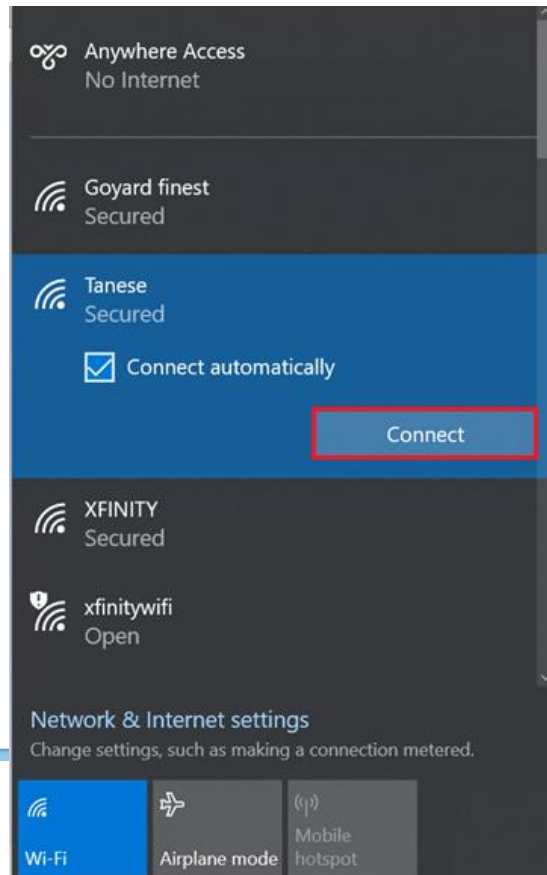 Anywhere Access
No Internet
Goyard finest
Secured
Tanese
Secured
Connect automatically
Connect
XFINITY
Secured
xfinitywifi
Open
Network & Internet settings
Change settings, such as making a connection metered.
Wi-Fi
Airplane mode
Mobile
hotspot